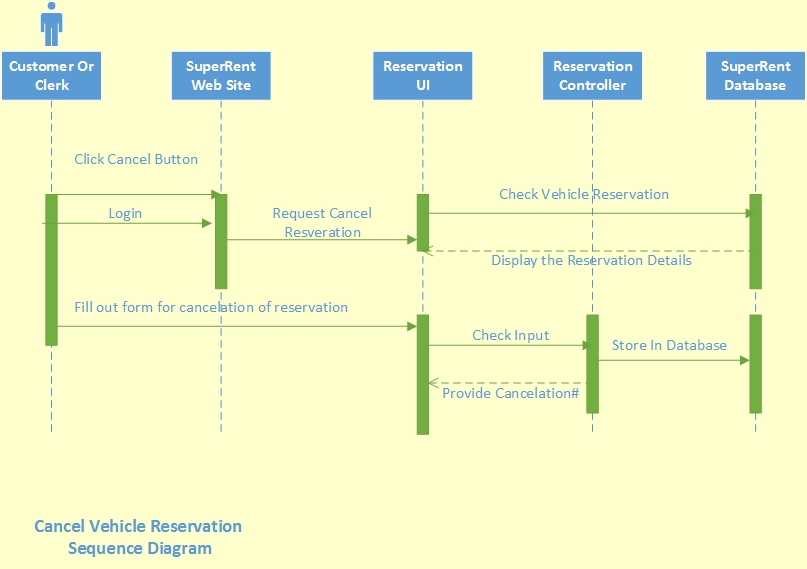 Customer Or
Clerk
SuperRent
Web Site
Reservation
UI
Reservation
Controller
SuperRent
Database
Click Cancel Button
Check Vehicle Reservation
Login
Request Cancel
Resveration
Display the Reservation Details
Fill out form for cancelation of reservation
Check Input
Store In Database
Provide Cancelation#
Cancel Vehicle Reservation
Sequence Diagram